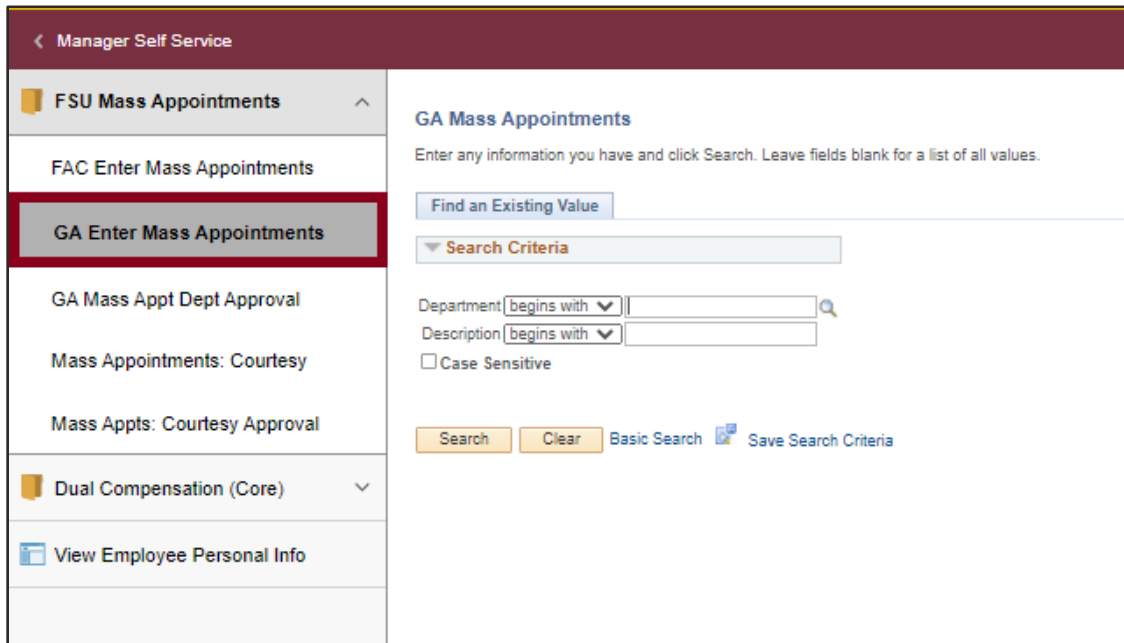 Manager Self Service
FSU Mass Appointments
FAC Enter Mass Appointments
GA Enter Mass Appointments
GA Mass Appt Dept Approval
Mass Appointments: Courtesy
Mass Appts: Courtesy Approval
Dual Compensation (Core)
View Employee Personal Info
GA Mass Appointments
Enter any information you have and click Search. Leave fields blank for a list of all values.
Find an Existing Value
Search Criteria
Department begins with
Description begins with
Case Sensitive
Search Clear Basic Search Save Search Criteria